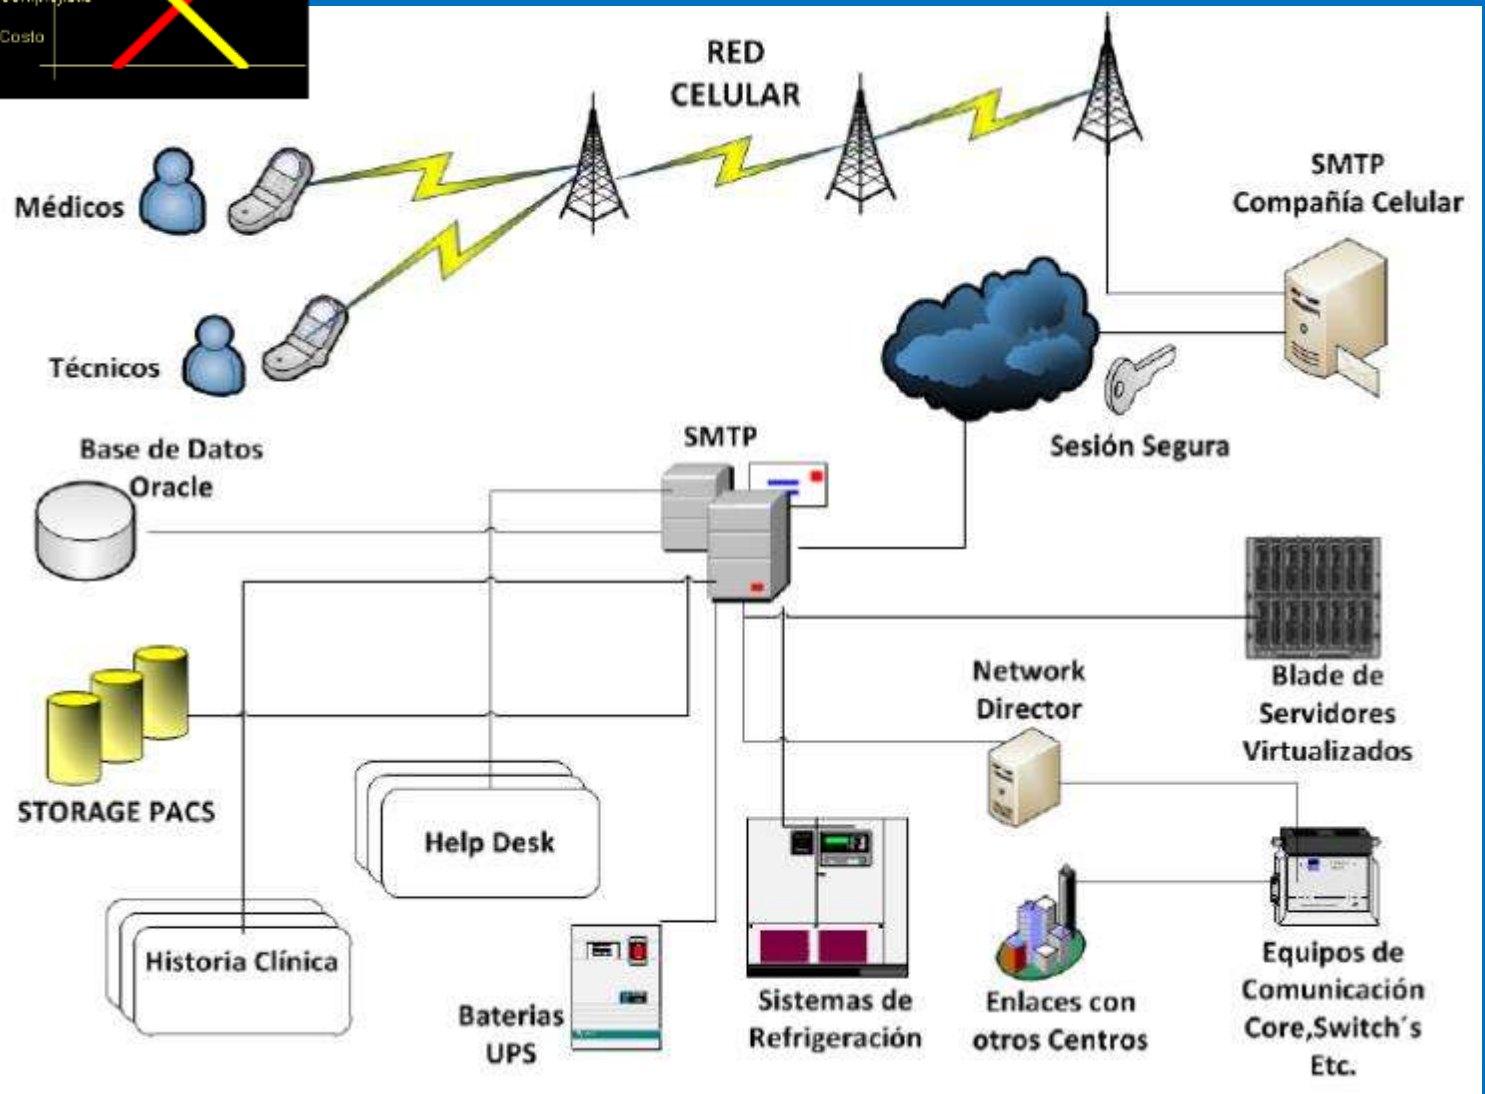 Costo
RED
CELULAR
SMTP
Compañía Celular
Médicos
Técnicos
Sesión Segura
SMTP
Base de Datos
Oracle
Network
Director
Blade de
Servidores
Virtualizados
STORAGE PACS
Help Desk
Historia Clínica
Baterias
UPS
Sistemas de
Refrigeración
Enlaces con
otros Centros
Equipos de
Comunicación
Core,Switch´s
Etc.